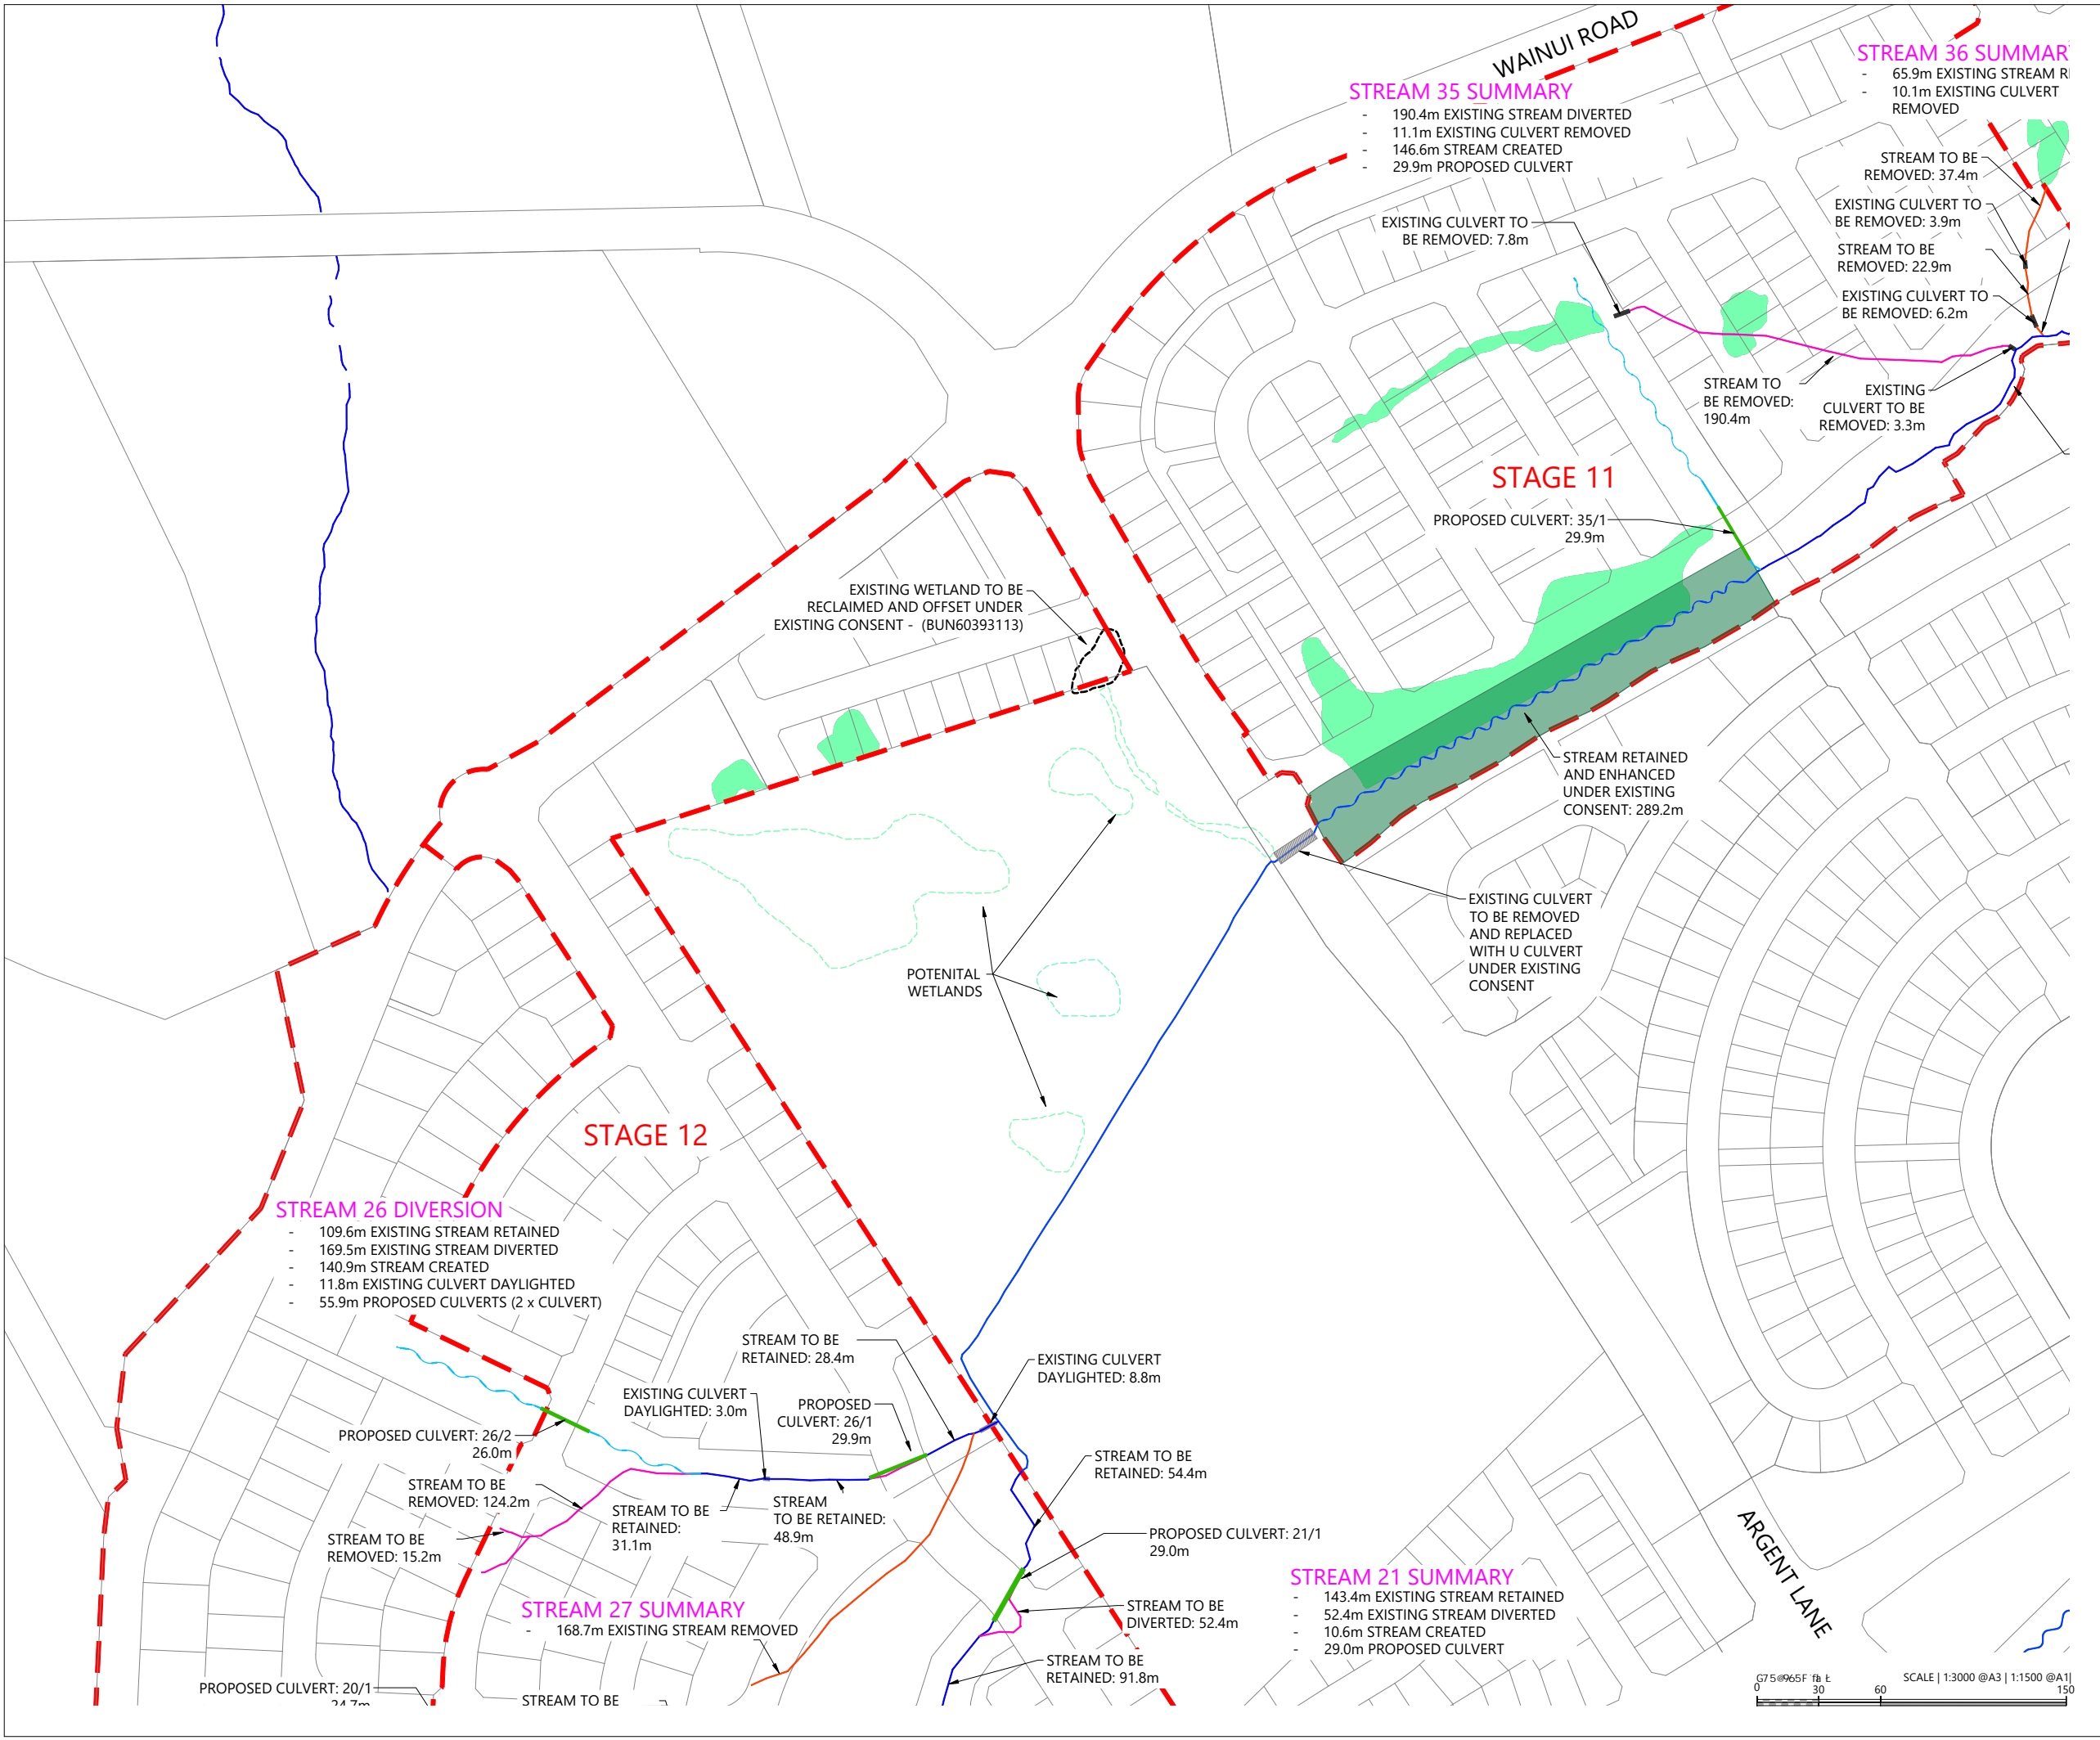 WAINUI ROAD
STREAM 35 SUMMARY
- 190.4m EXISTING STREAM DIVERTED
- 11.1m EXISTING CULVERT REMOVED
- 146.6m STREAM CREATED
- 29.9m PROPOSED CULVERT
STREAM 36 SUMMAR
- 65.9m EXISTING STREAM R
- 10.1m EXISTING CULVERT
REMOVED
STREAM TO BE
REMOVED: 37.4m
EXISTING CULVERT TO
BE REMOVED: 3.9m
STREAM TO BE
REMOVED: 22.9m
EXISTING CULVERT TO
BE REMOVED: 6.2m
EXISTING CULVERT TO
BE REMOVED: 7.8m
STREAM TO
BE REMOVED:
190.4m
EXISTING
CULVERT TO BE
REMOVED: 3.3m
STAGE 11
PROPOSED CULVERT: 35/1
29.9m
EXISTING WETLAND TO BE
RECLAIMED AND OFFSET UNDER
EXISTING CONSENT - (BUN60393113)
STREAM RETAINED
AND ENHANCED
UNDER EXISTING
CONSENT: 289.2m
EXISTING CULVERT
TO BE REMOVED
AND REPLACED
WITH U CULVERT
UNDER EXISTING
CONSENT
POTENITAL
WETLANDS
STAGE 12
STREAM 26 DIVERSION
- 109.6m EXISTING STREAM RETAINED
- 169.5m EXISTING STREAM DIVERTED
- 140.9m STREAM CREATED
- 11.8m EXISTING CULVERT DAYLIGHTED
- 55.9m PROPOSED CULVERTS (2 x CULVERT)
STREAM TO BE
RETAINED: 28.4m
EXISTING CULVERT
DAYLIGHTED: 8.8m
EXISTING CULVERT
DAYLIGHTED: 3.0m
PROPOSED
CULVERT: 26/1
29.9m
PROPOSED CULVERT: 26/2
26.0m
STREAM TO BE
RETAINED: 54.4m
STREAM TO BE
REMOVED: 124.2m
STREAM TO BE
RETAINED:
31.1m
STREAM
TO BE RETAINED:
48.9m
STREAM TO BE
REMOVED: 15.2m
PROPOSED CULVERT: 21/1
29.0m
STREAM 27 SUMMARY
- 168.7m EXISTING STREAM REMOVED
STREAM TO BE
DIVERTED: 52.4m
STREAM 21 SUMMARY
- 143.4m EXISTING STREAM RETAINED
- 52.4m EXISTING STREAM DIVERTED
- 10.6m STREAM CREATED
- 29.0m PROPOSED CULVERT
STREAM TO BE
RETAINED: 91.8m
ARGENT LANE
PROPOSED CULVERT: 20/1
24.7m
STREAM TO BE
SCALE | 1:3000 @A3 | 1:1500 @A1|
0 30 60 150